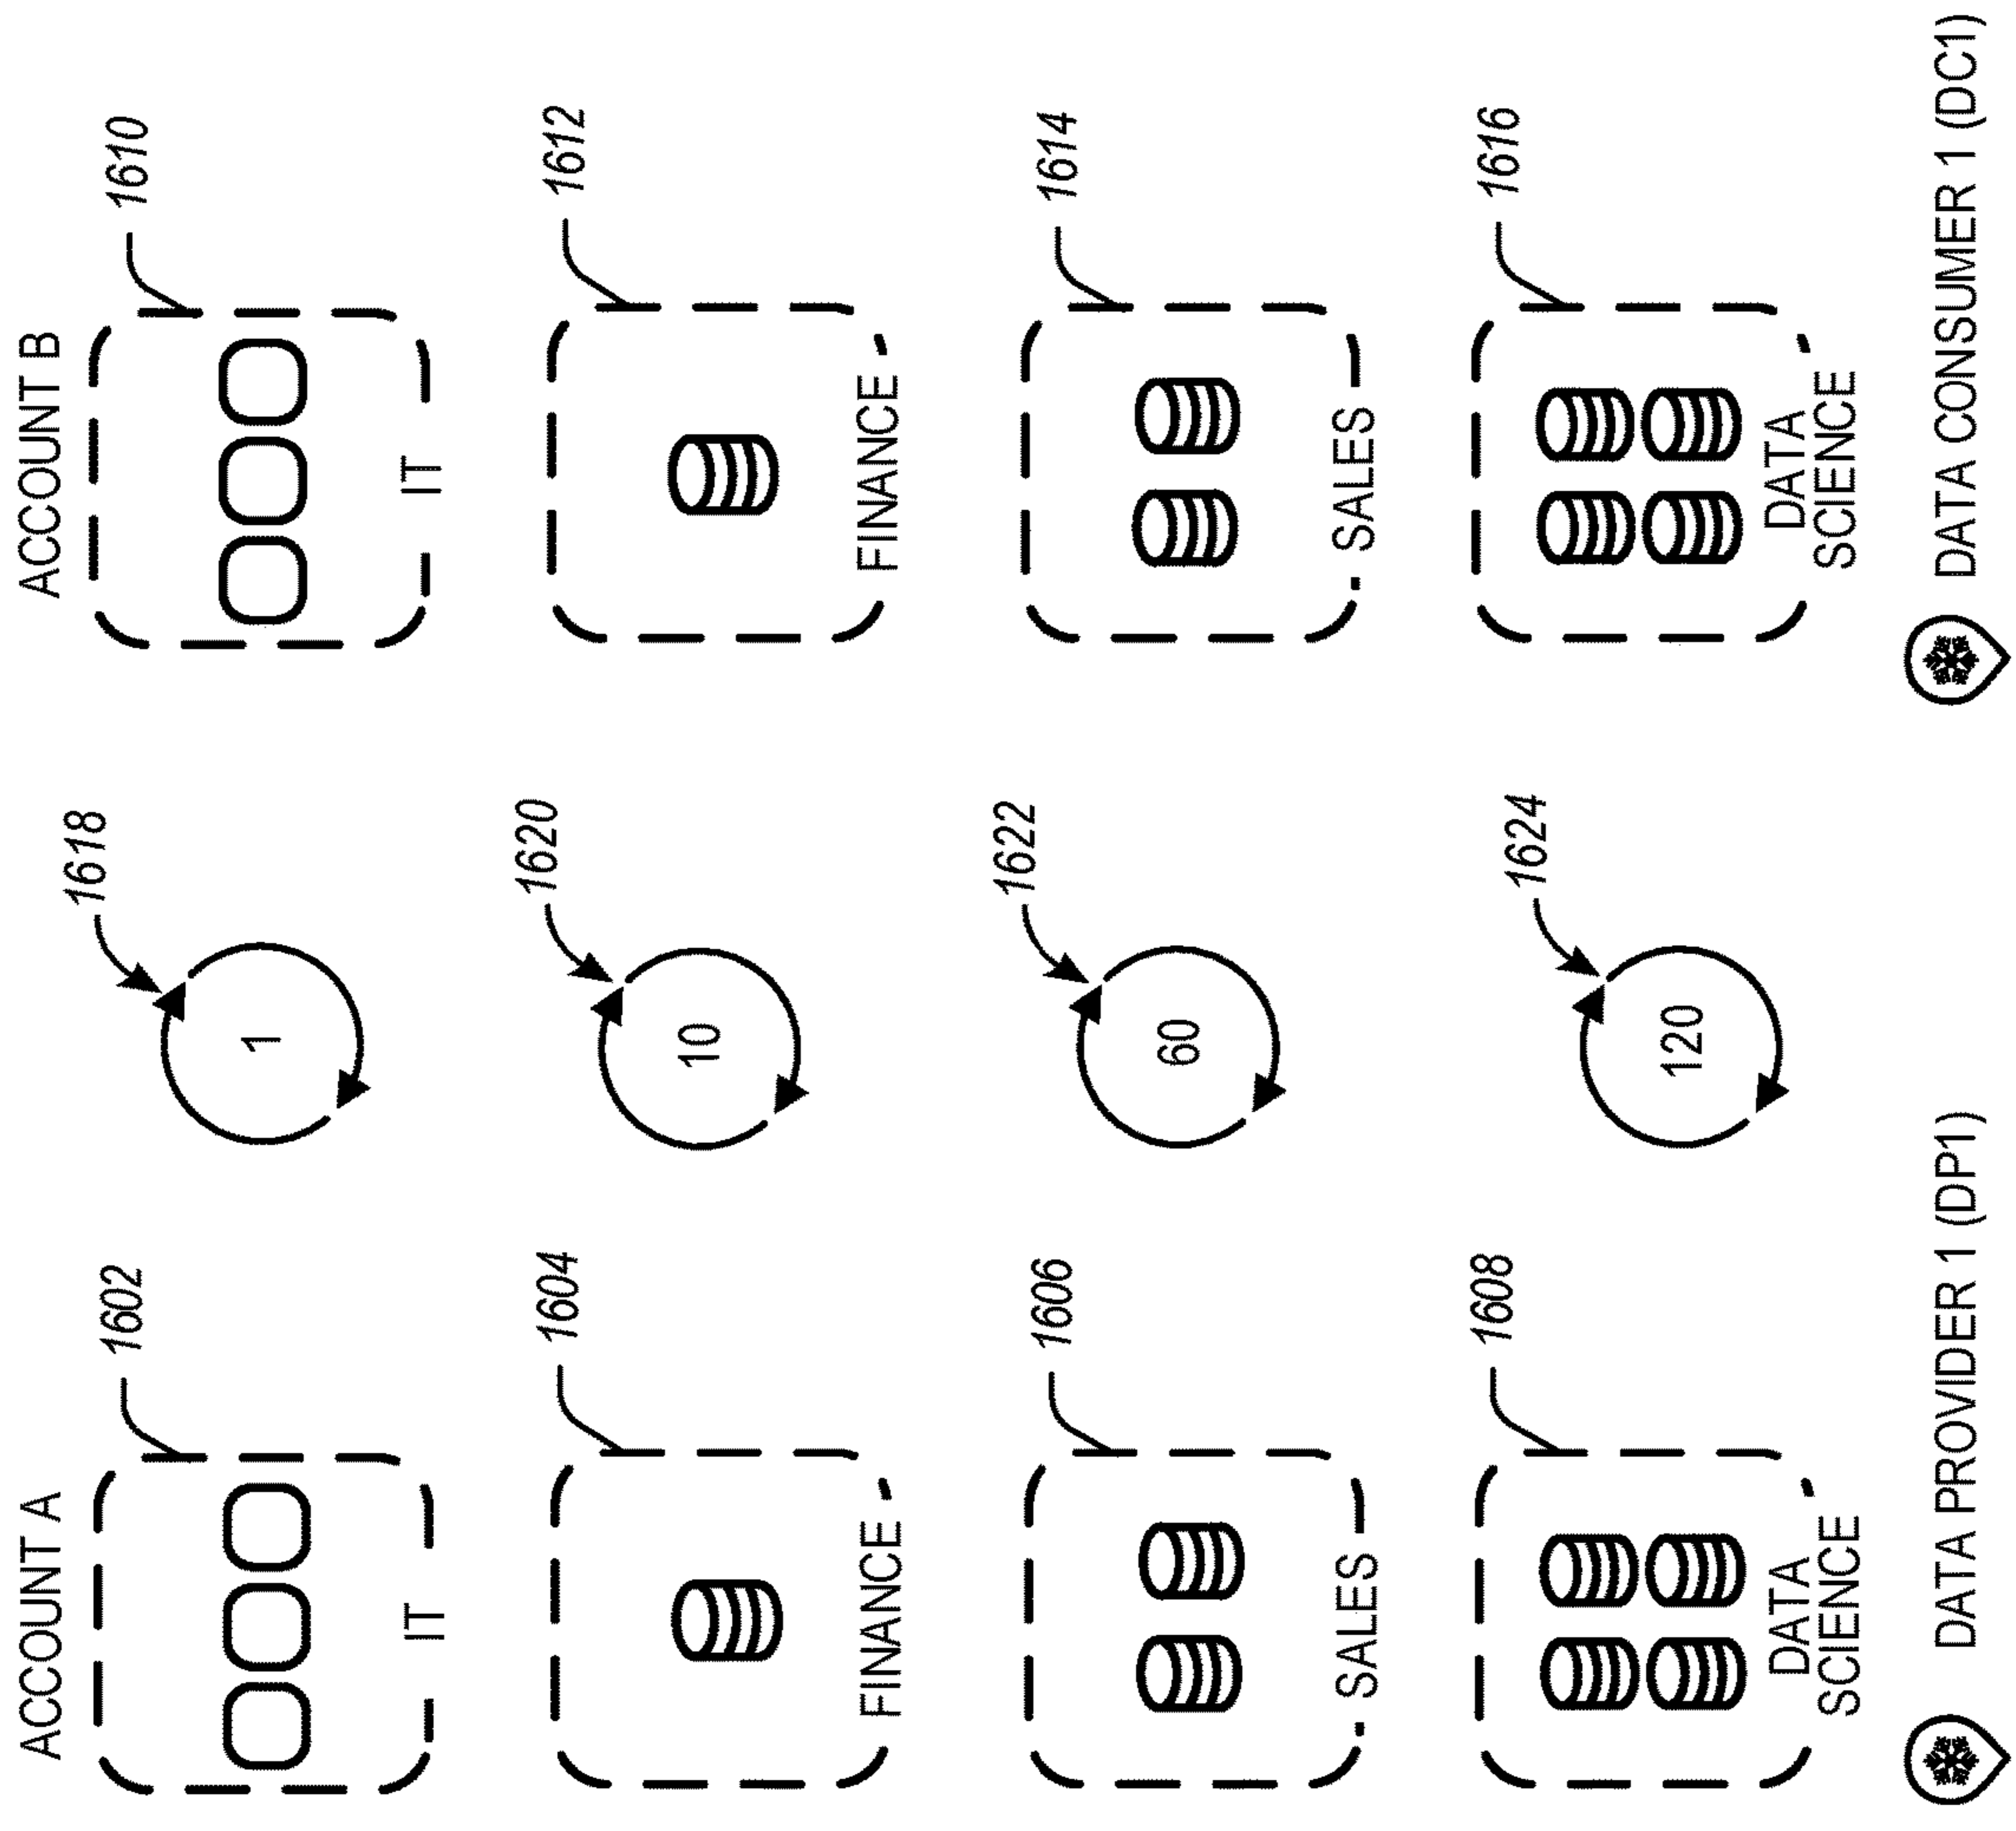 ACCOUNT A
ACCOUNT B
1602
1618
1610
1
IT
IT
1604
1620
1612
10
FINANCE
FINANCE
1606
1622
1614
60
SALES
SALES
1608
1624
1616
120
DATA
SCIENCE
DATA
SCIENCE
DATA PROVIDER 1 (DP1)
DATA CONSUMER 1 (DC1)